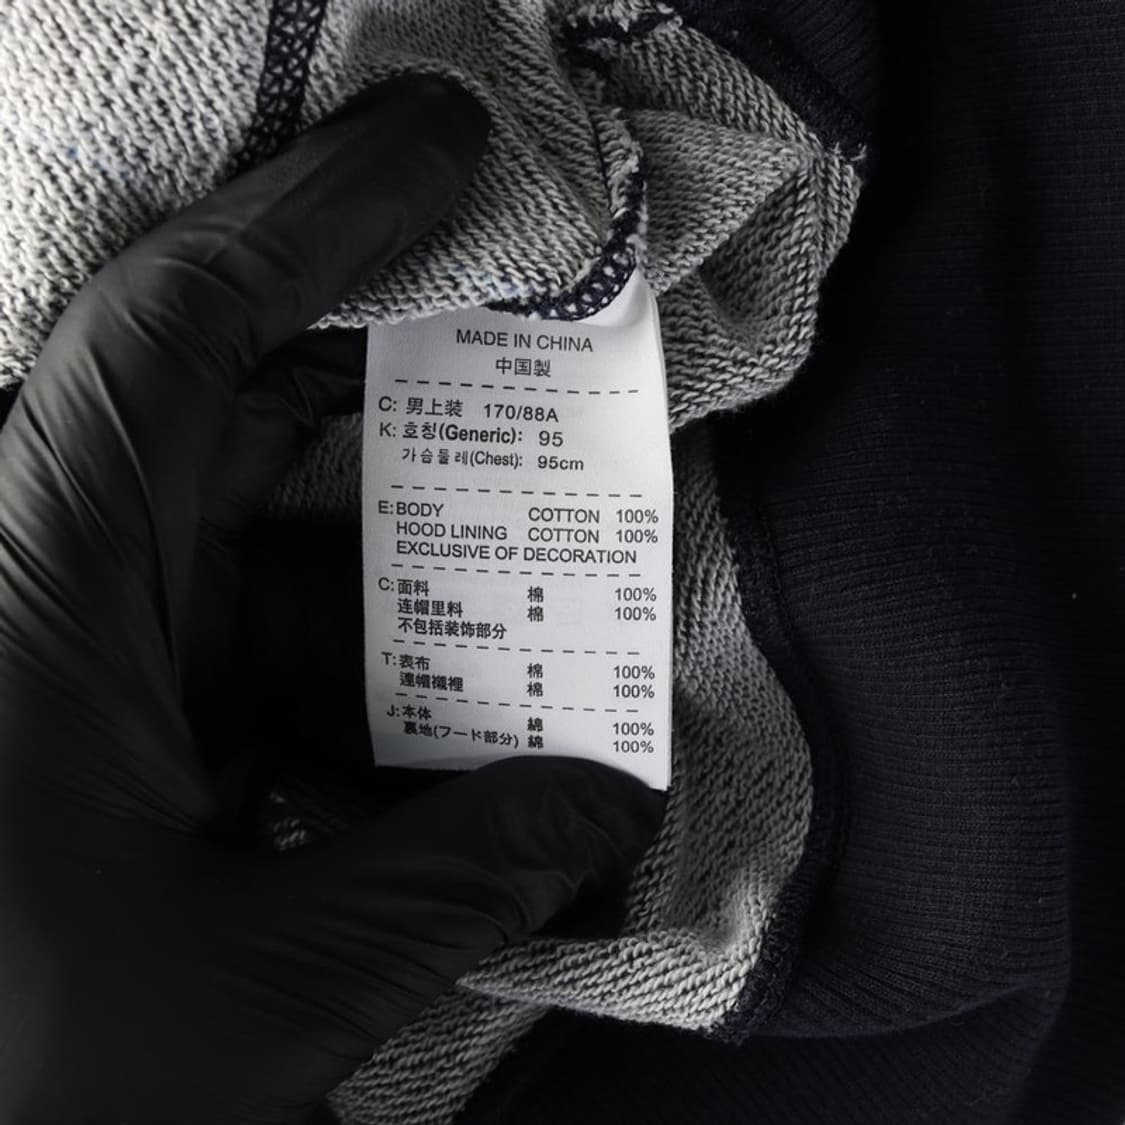 MADE IN CHINA
中国製
C: 男上装 170/88A
K: 호칭(Generic): 95
가슴둘레(Chest): 95cm
E: BODY COTTON 100%
HOOD LINING COTTON 100%
EXCLUSIVE OF DECORATION
C: 面料 棉 100%
连帽里料 棉 100%
不包括装饰部分
T: 表布 棉 100%
連帽襯裡 棉 100%
J: 本体 綿 100%
裏地(フード部分) 綿 100%